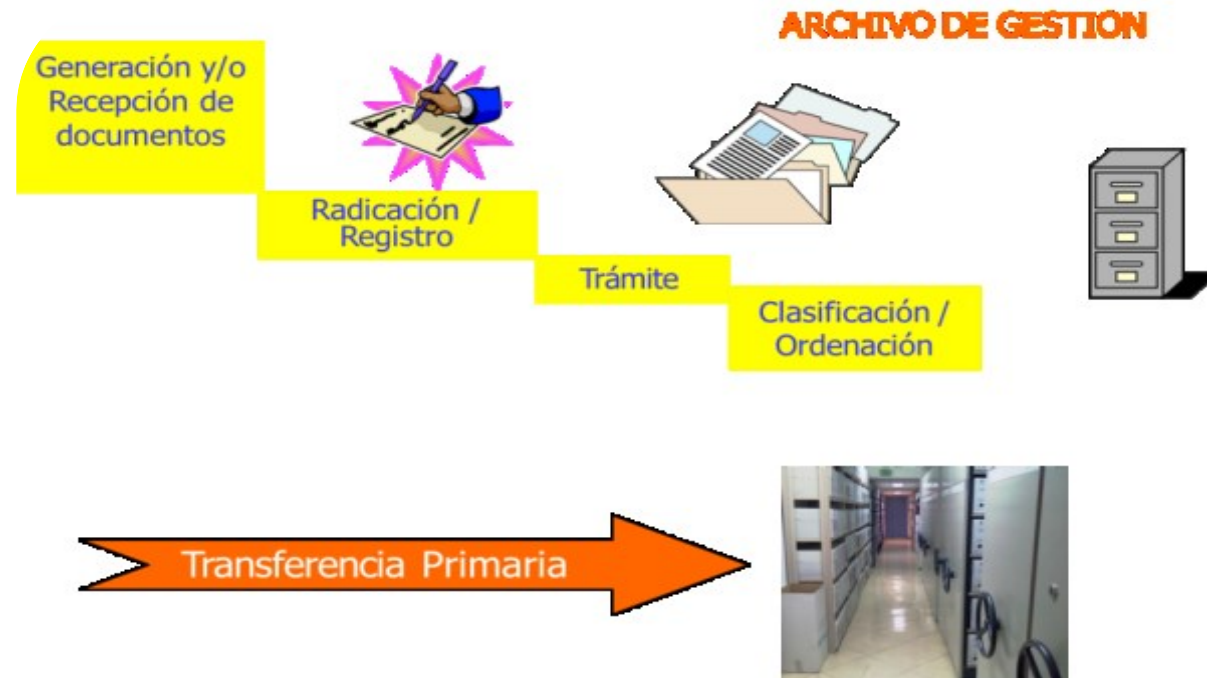 ARCHIVO DE GESTION
Generación y/o
Recepción de
documentos
Radicación /
Registro
Trámite
Clasificación /
Ordenación
Transferencia Primaria